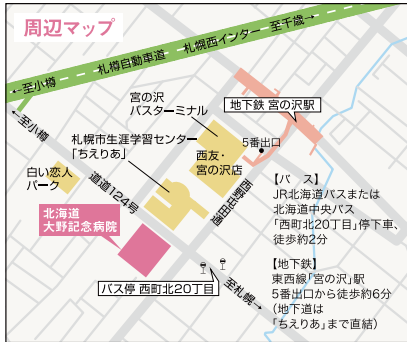 周辺マップ
←至小樽
札樽自動車道
札幌西インター
至千歳→
宮の沢
バスターミナル
地下鉄 宮の沢駅
←至小樽
札幌市生涯学習センター
「ちえりあ」
西友・
宮の沢店
5番出口
白い恋人
パーク
道道124号
西野屯田通
北海道
大野記念病院
【バ　ス】
JR北海道バスまたは
北海道中央バス
「西町北20丁目」停下車、
徒歩約2分
バス停 西町北20丁目
至札幌→
【地下鉄】
東西線「宮の沢」駅
5番出口から徒歩約6分
（地下道は
「ちえりあ」まで直結）